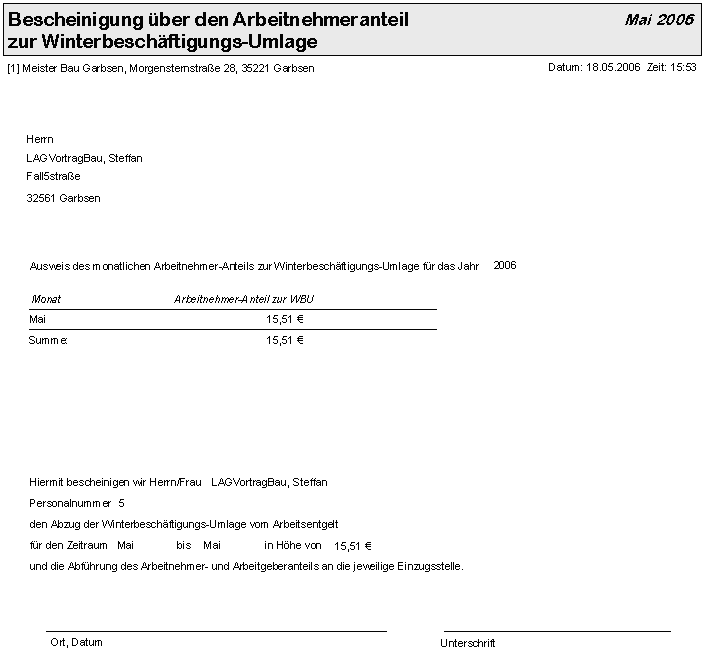 Bescheinigung über den Arbeitnehmeranteil Mai 2006
zur Winterbeschäftigungs-Umlage
[1] Meister Bau Garbsen, Morgensternstraße 28, 35221 Garbsen Datum: 18.05.2006 Zeit: 15:53
Herrn
LAGVortragBau, Steffan
Fall5straße
32561 Garbsen
Ausweis des monatlichen Arbeitnehmer-Anteils zur Winterbeschäftigungs-Umlage für das Jahr 2006
Monat Arbeitnehmer-Anteil zur WBU
Mai 15,51 €
Summe: 15,51 €
Hiermit bescheinigen wir Herrn/Frau LAGVortragBau, Steffan
Personalnummer 5
den Abzug der Winterbeschäftigungs-Umlage vom Arbeitsentgelt
für den Zeitraum Mai bis Mai in Höhe von 15,51 €
und die Abführung des Arbeitnehmer- und Arbeitgeberanteils an die jeweilige Einzugsstelle.
Ort, Datum Unterschrift